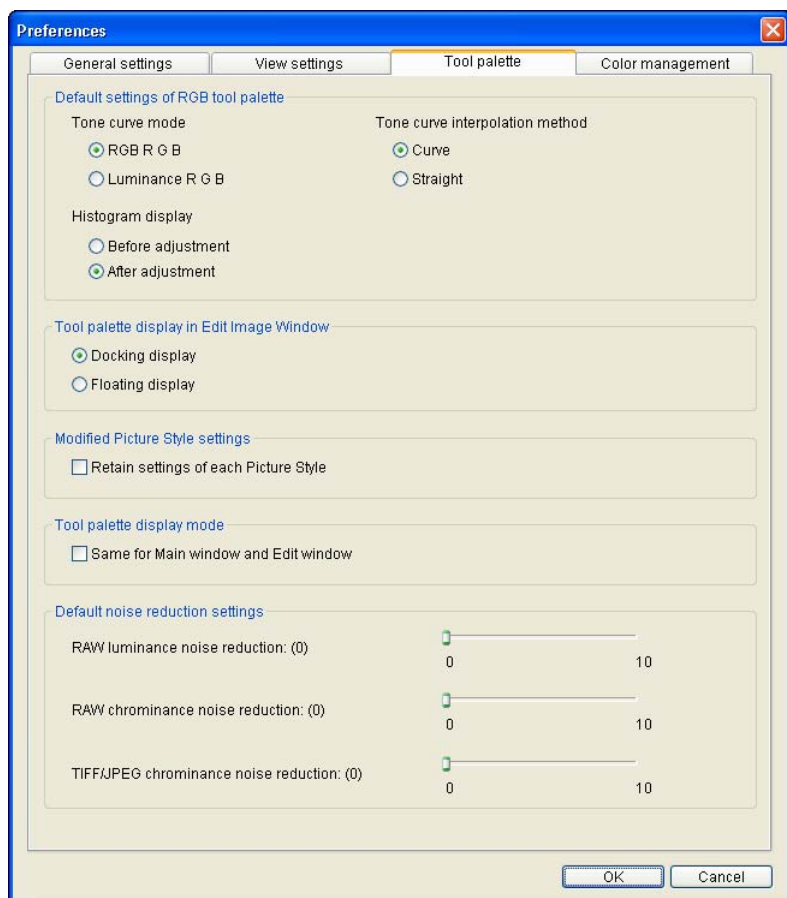 Preferences
General settings View settings Tool palette Color management
Default settings of RGB tool palette
Tone curve mode Tone curve interpolation method
RGB R G B Curve
Luminance R G B Straight
Histogram display
Before adjustment
After adjustment
Tool palette display in Edit Image Window
Docking display
Floating display
Modified Picture Style settings
Retain settings of each Picture Style
Tool palette display mode
Same for Main window and Edit window
Default noise reduction settings
RAW luminance noise reduction: (0)
0 10
RAW chrominance noise reduction: (0)
0 10
TIFF/JPEG chrominance noise reduction: (0)
0 10
OK Cancel